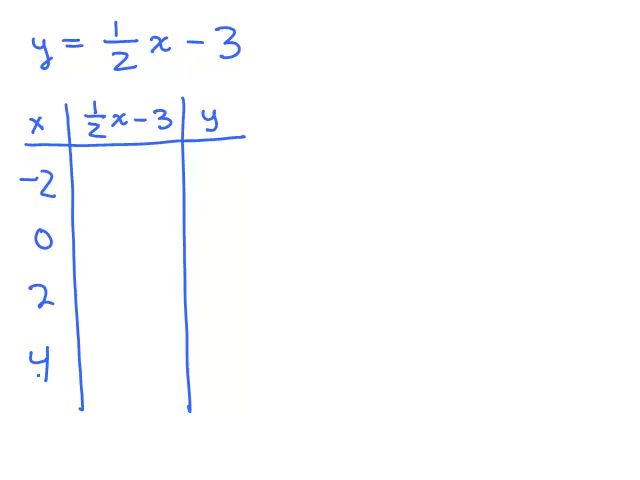 y = 1/2 x - 3
x 1/2 x - 3 y
-2
0
2
4